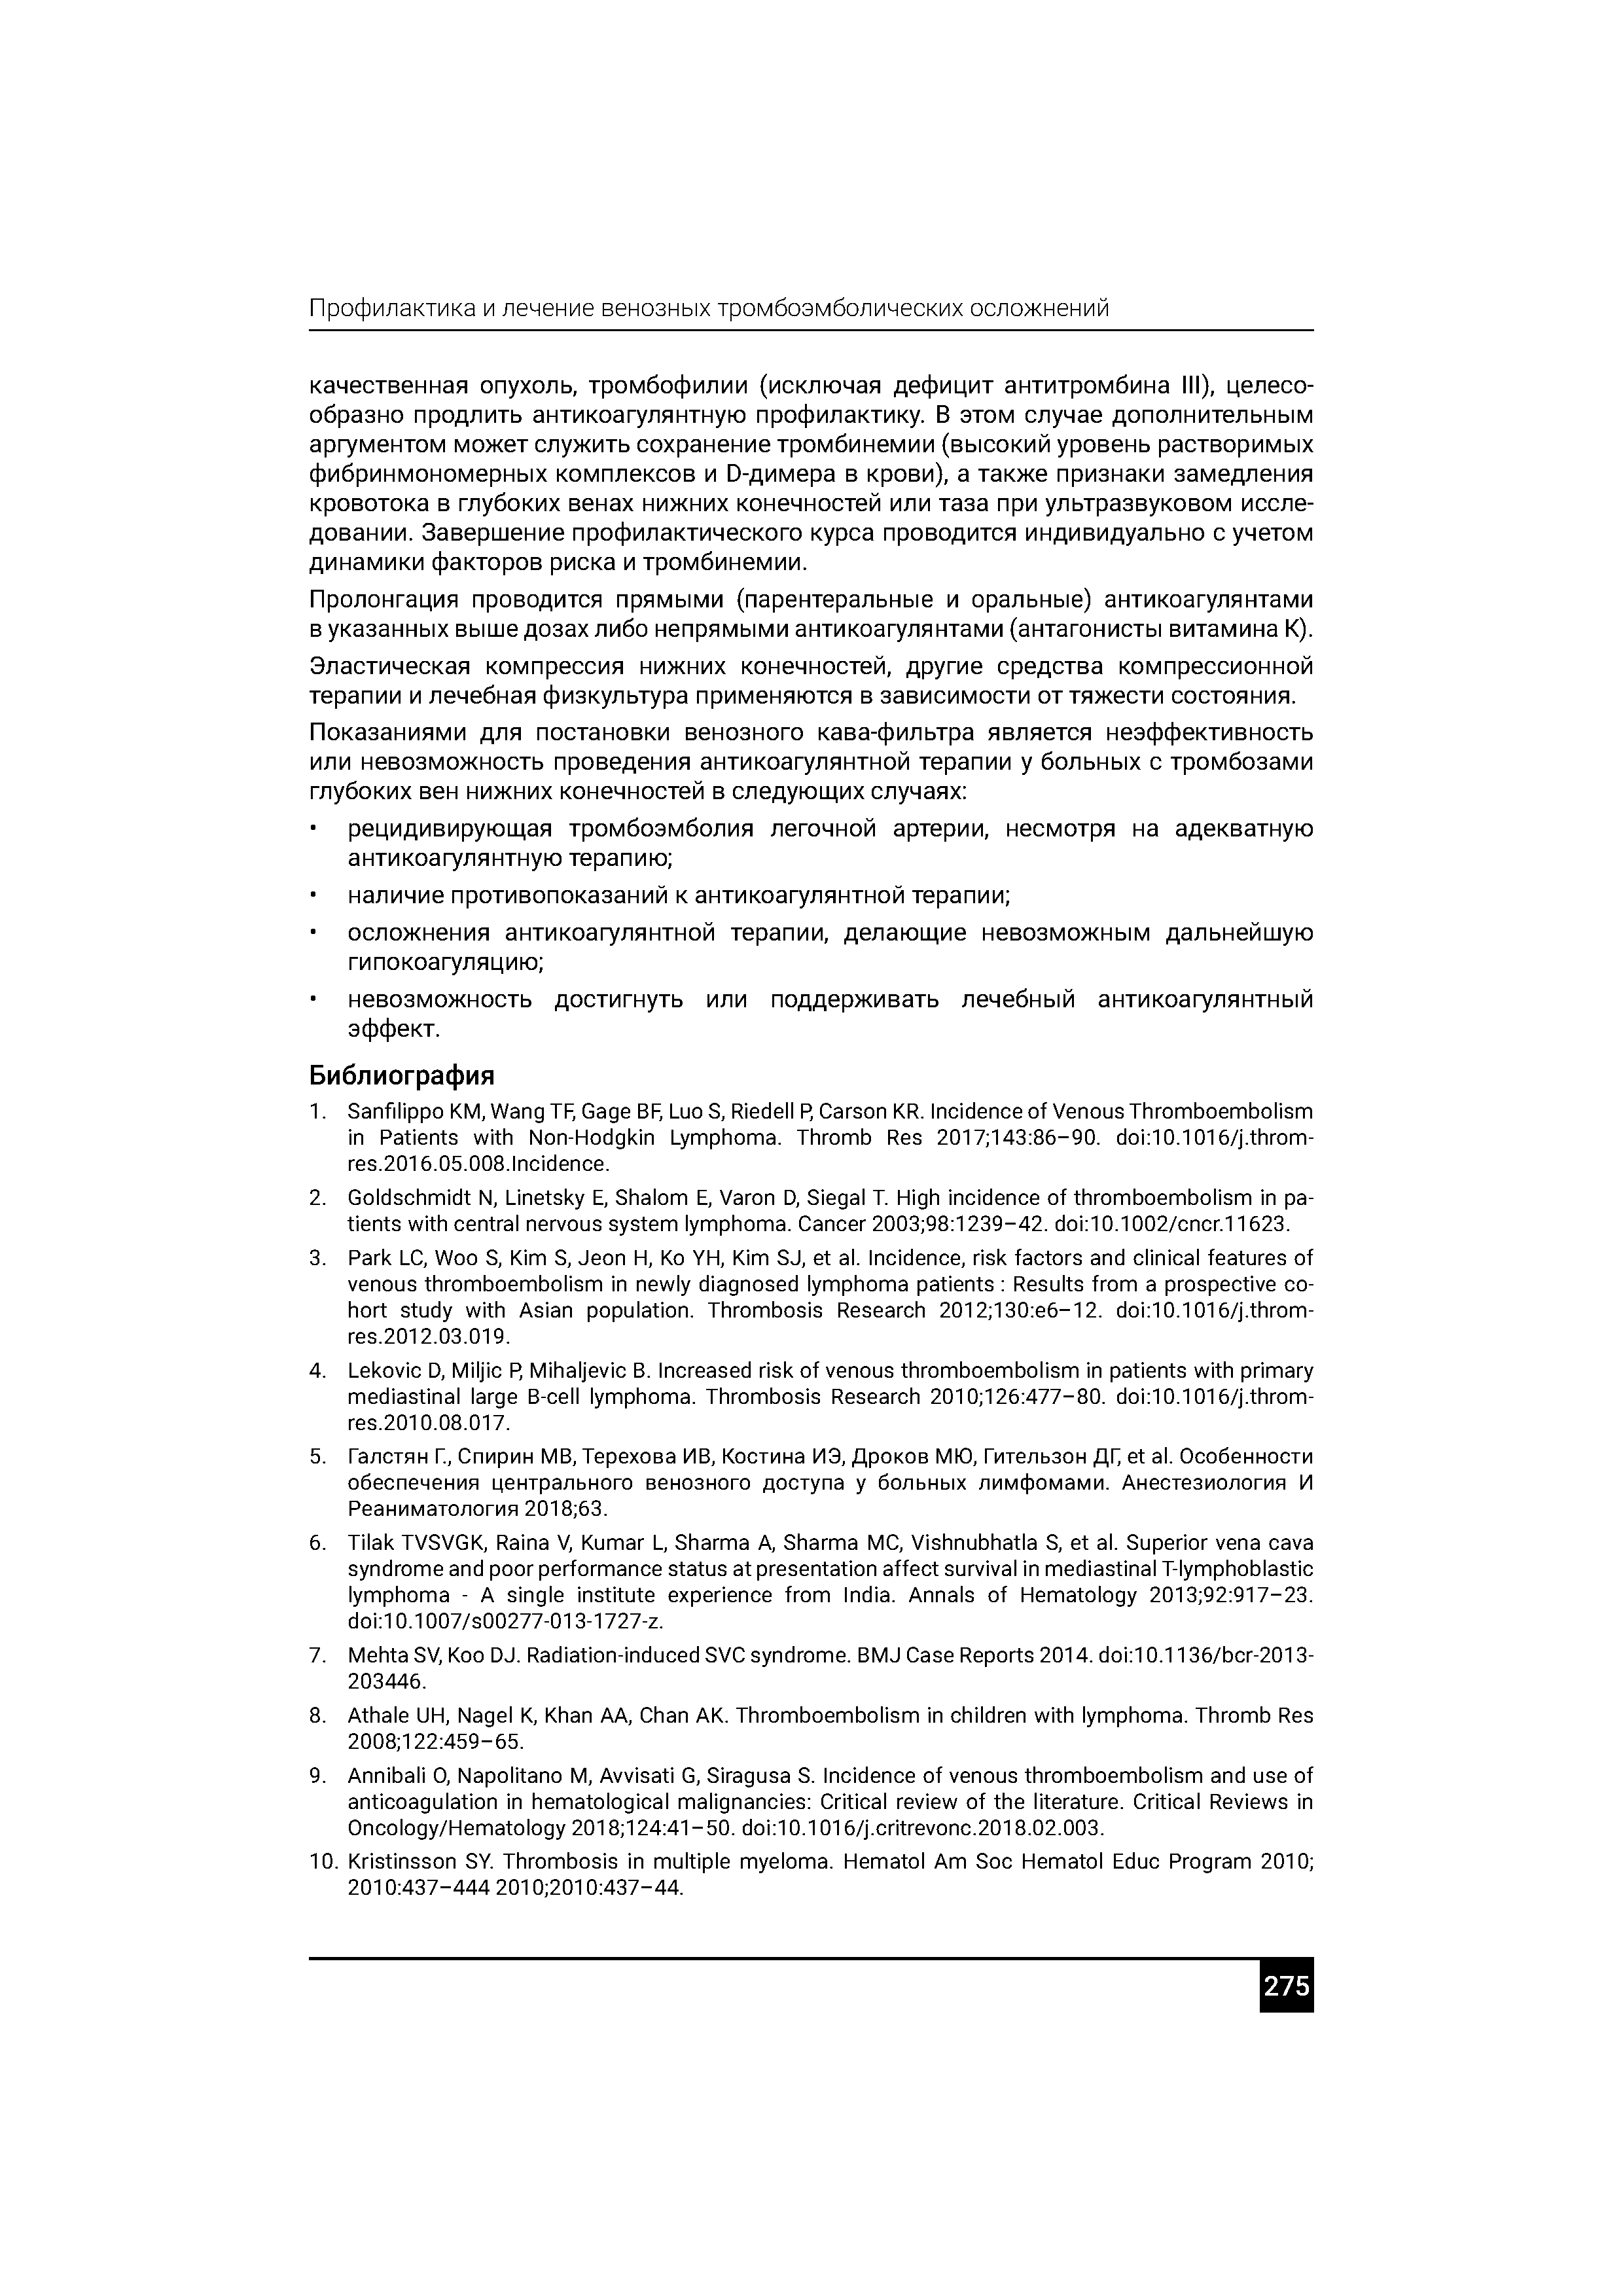 Профилактика и лечение венозных тромбоэмболических осложнений
качественная опухоль, тромбофилии (исключая дефицит антитромбина III), целесо-
образно продлить антикоагулянтную профилактику. В этом случае дополнительным
аргументом может служить сохранение тромбинемии (высокий уровень растворимых
фибринмономерных комплексов и D-димера в крови), а также признаки замедления
кровотока в глубоких венах нижних конечностей или таза при ультразвуковом иссле-
довании. Завершение профилактического курса проводится индивидуально с учетом
динамики факторов риска и тромбинемии.
Пролонгация проводится прямыми (парентеральные и оральные) антикоагулянтами
в указанных выше дозах либо непрямыми антикоагулянтами (антагонисты витамина К).
Эластическая компрессия нижних конечностей, другие средства компрессионной
терапии и лечебная физкультура применяются в зависимости от тяжести состояния.
Показаниями для постановки венозного кава-фильтра является неэффективность
или невозможность проведения антикоагулянтной терапии у больных с тромбозами
глубоких вен нижних конечностей в следующих случаях:
• рецидивирующая тромбоэмболия легочной артерии, несмотря на адекватную
антикоагулянтную терапию;
• наличие противопоказаний к антикоагулянтной терапии;
• осложнения антикоагулянтной терапии, делающие невозможным дальнейшую
гипокоагуляцию;
• невозможность достигнуть или поддерживать лечебный антикоагулянтный
эффект.
Библиография
1. Sanfilippo KM, Wang TF, Gage BF, Luo S, Riedell P, Carson KR. Incidence of Venous Thromboembolism
in Patients with Non-Hodgkin Lymphoma. Thromb Res 2017;143:86–90. doi:10.1016/j.throm-
res.2016.05.008.Incidence.
2. Goldschmidt N, Linetsky E, Shalom E, Varon D, Siegal T. High incidence of thromboembolism in pa-
tients with central nervous system lymphoma. Cancer 2003;98:1239–42. doi:10.1002/cncr.11623.
3. Park LC, Woo S, Kim S, Jeon H, Ko YH, Kim SJ, et al. Incidence, risk factors and clinical features of
venous thromboembolism in newly diagnosed lymphoma patients : Results from a prospective co-
hort study with Asian population. Thrombosis Research 2012;130:e6–12. doi:10.1016/j.throm-
res.2012.03.019.
4. Lekovic D, Miljic P, Mihaljevic B. Increased risk of venous thromboembolism in patients with primary
mediastinal large B-cell lymphoma. Thrombosis Research 2010;126:477–80. doi:10.1016/j.throm-
res.2010.08.017.
5. Галстян Г., Спирин МВ, Терехова ИВ, Костина ИЭ, Дроков МЮ, Гительзон ДГ, et al. Особенности
обеспечения центрального венозного доступа у больных лимфомами. Анестезиология И
Реаниматология 2018;63.
6. Tilak TVSVGK, Raina V, Kumar L, Sharma A, Sharma MC, Vishnubhatla S, et al. Superior vena cava
syndrome and poor performance status at presentation affect survival in mediastinal T-lymphoblastic
lymphoma - A single institute experience from India. Annals of Hematology 2013;92:917–23.
doi:10.1007/s00277-013-1727-z.
7. Mehta SV, Koo DJ. Radiation-induced SVC syndrome. BMJ Case Reports 2014. doi:10.1136/bcr-2013-
203446.
8. Athale UH, Nagel K, Khan AA, Chan AK. Thromboembolism in children with lymphoma. Thromb Res
2008;122:459–65.
9. Annibali O, Napolitano M, Avvisati G, Siragusa S. Incidence of venous thromboembolism and use of
anticoagulation in hematological malignancies: Critical review of the literature. Critical Reviews in
Oncology/Hematology 2018;124:41–50. doi:10.1016/j.critrevonc.2018.02.003.
10. Kristinsson SY. Thrombosis in multiple myeloma. Hematol Am Soc Hematol Educ Program 2010;
2010:437–444 2010;2010:437–44.
275